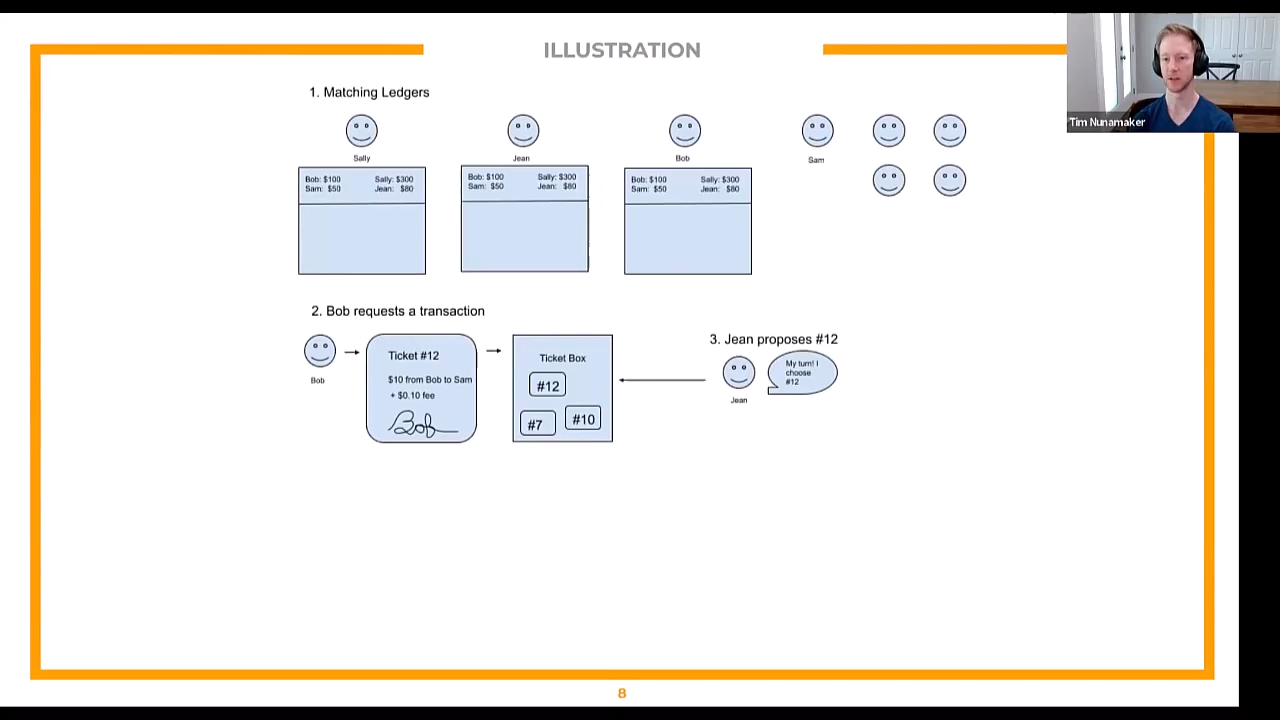 ILLUSTRATION
Tim Nunamaker
1. Matching Ledgers
Sally
Jean
Bob
Sam
Bob: $100 Sally: $300
Sam: $50 Jean: $80
Bob: $100 Sally: $300
Sam: $50 Jean: $80
Bob: $100 Sally: $300
Sam: $50 Jean: $80
2. Bob requests a transaction
Bob
Ticket #12
$10 from Bob to Sam
+ $0.10 fee
Bob
Ticket Box
#12
#7
#10
3. Jean proposes #12
Jean
My turn! I
choose
#12
8